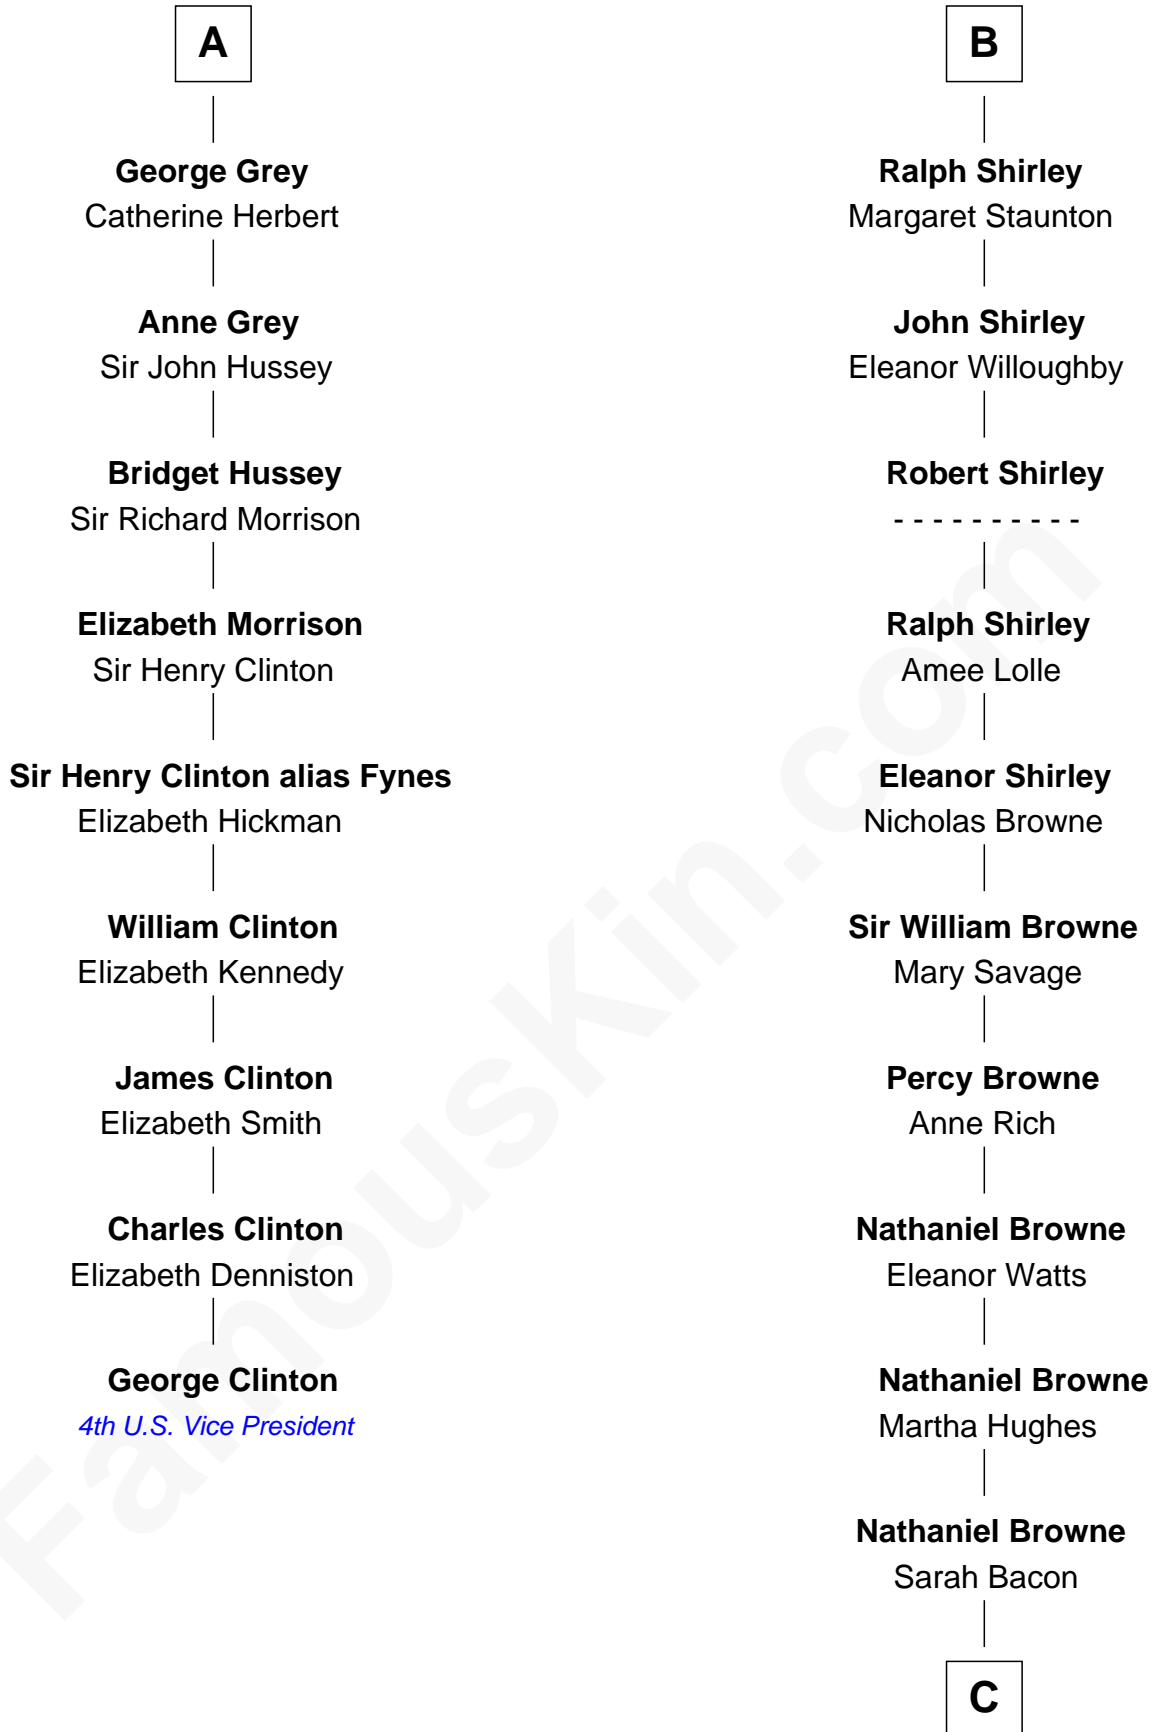 A
George Grey
Catherine Herbert
Anne Grey
Sir John Hussey
Bridget Hussey
Sir Richard Morrison
Elizabeth Morrison
Sir Henry Clinton
Sir Henry Clinton alias Fynes
Elizabeth Hickman
William Clinton
Elizabeth Kennedy
James Clinton
Elizabeth Smith
Charles Clinton
Elizabeth Denniston
George Clinton
4th U.S. Vice President
B
Ralph Shirley
Margaret Staunton
John Shirley
Eleanor Willoughby
Robert Shirley
- - - - - - - - - -
Ralph Shirley
Amee Lolle
Eleanor Shirley
Nicholas Browne
Sir William Browne
Mary Savage
Percy Browne
Anne Rich
Nathaniel Browne
Eleanor Watts
Nathaniel Browne
Martha Hughes
Nathaniel Browne
Sarah Bacon
C
FamousKin.com